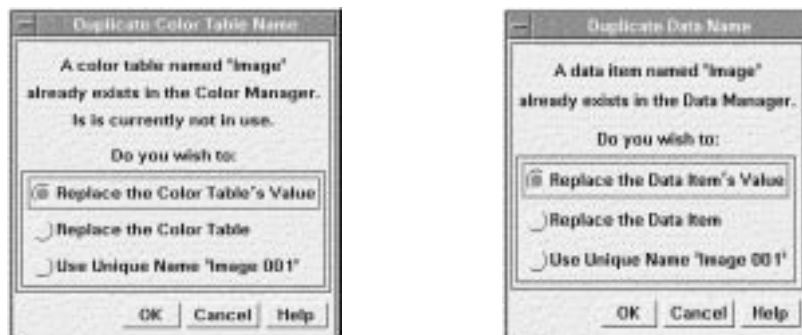 Duplicate Color Table Name
A color table named "Image"
already exists in the Color Manager.
Is is currently not in use.
Do you wish to:
Replace the Color Table's Value
Replace the Color Table
Use Unique Name "Image 001"
OK Cancel Help
Duplicate Data Name
A data item named "Image"
already exists in the Data Manager.
Do you wish to:
Replace the Data Item's Value
Replace the Data Item
Use Unique Name "Image 001"
OK Cancel Help